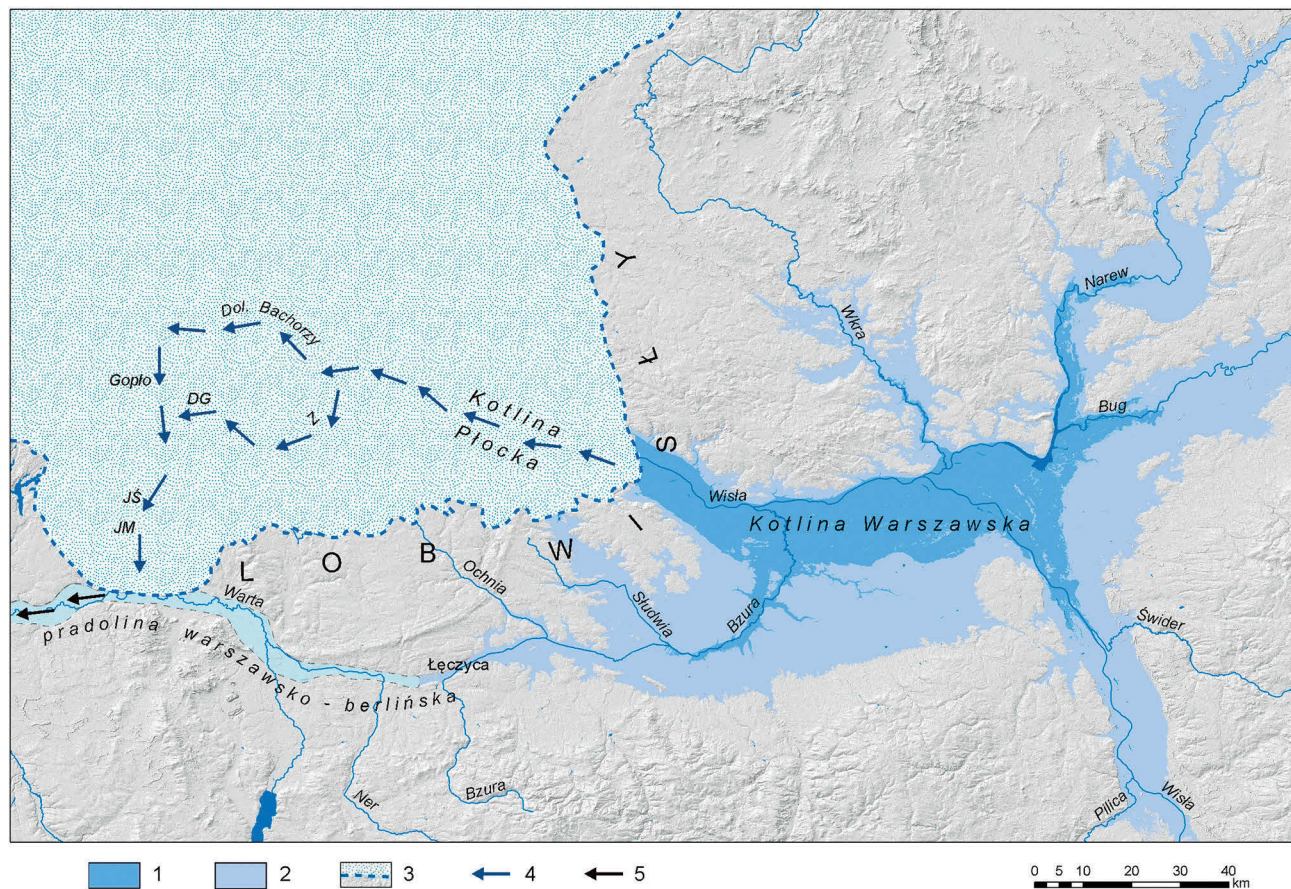 Narew
Wkra
Dol. Bachorzy
Gopło
DG
Z
Kotlina
Płocka
Bug
Wisła
Kotlina Warszawska
JŚ
JM
LOB WISŁY
Ochnia
Słudwia
Bzura
Warta
Świder
Łęczyca
pradolina warszawsko - berlińska
Ner
Bzura
Pilica
Wisła
1 2 3 4 5
0 5 10 20 30 40
km